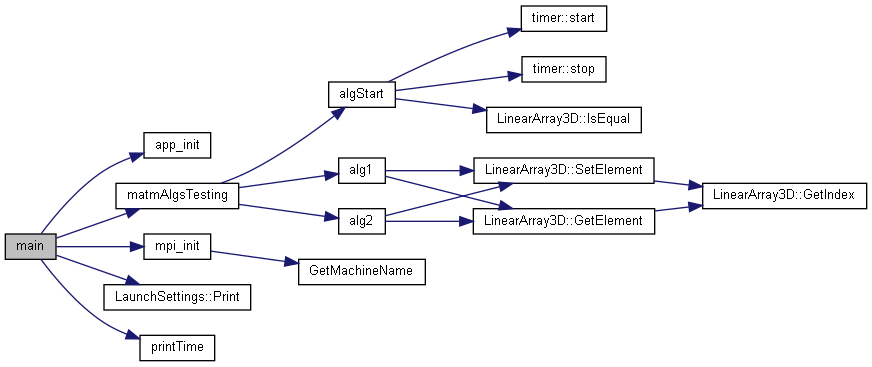 timer::start
timer::stop
algStart
LinearArray3D::IsEqual
app_init
alg1
LinearArray3D::SetElement
matmAlgsTesting
LinearArray3D::GetIndex
alg2
LinearArray3D::GetElement
main
mpi_init
GetMachineName
LaunchSettings::Print
printTime